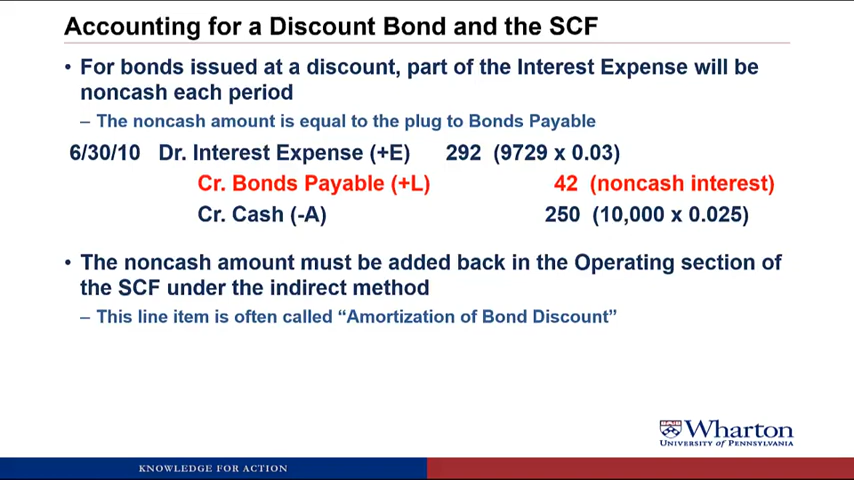 Accounting for a Discount Bond and the SCF
• For bonds issued at a discount, part of the Interest Expense will be
noncash each period
– The noncash amount is equal to the plug to Bonds Payable
6/30/10 Dr. Interest Expense (+E) 292 (9729 x 0.03)
Cr. Bonds Payable (+L) 42 (noncash interest)
Cr. Cash (-A) 250 (10,000 x 0.025)
• The noncash amount must be added back in the Operating section of
the SCF under the indirect method
– This line item is often called “Amortization of Bond Discount”
Wharton
UNIVERSITY of PENNSYLVANIA
KNOWLEDGE FOR ACTION